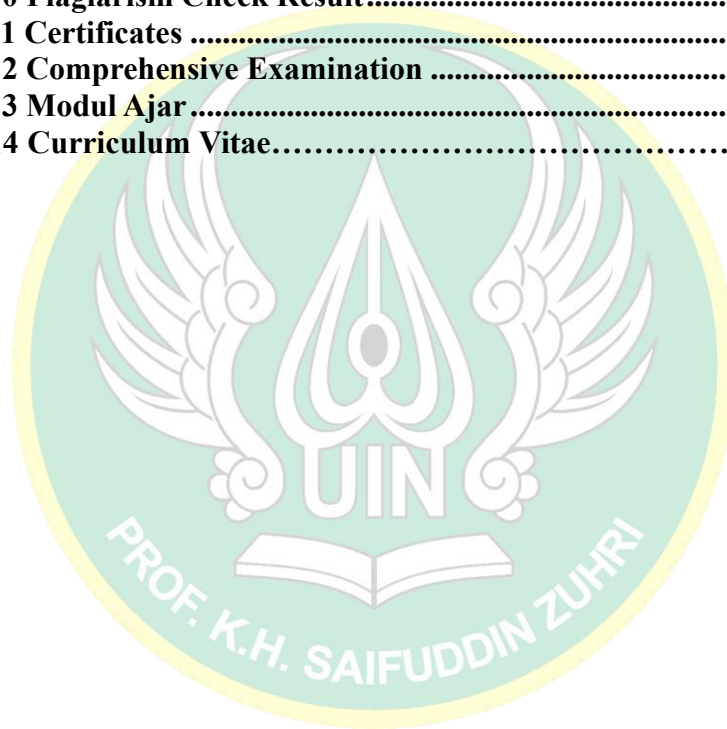 0 Plagiarism Check Result.......................................................
1 Certificates .......................................................................
2 Comprehensive Examination ...........................................
3 Modul Ajar.......................................................................
4 Curriculum Vitae……………………………………
UIN
PROF. K.H. SAIFUDDIN ZUHRI